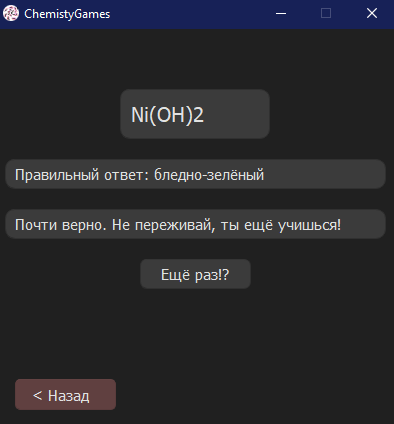 ChemistyGames
Ni(OH)2
Правильный ответ: бледно-зелёный
Почти верно. Не переживай, ты ещё учишься!
Ещё раз!?
< Назад